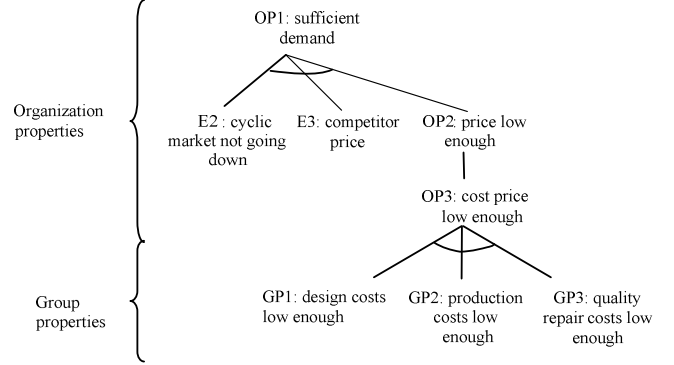 OP1: sufficient
demand
Organization
properties
E2 : cyclic
market not going
down
E3: competitor
price
OP2: price low
enough
OP3: cost price
low enough
Group
properties
GP1: design costs
low enough
GP2: production
costs low
enough
GP3: quality
repair costs low
enough